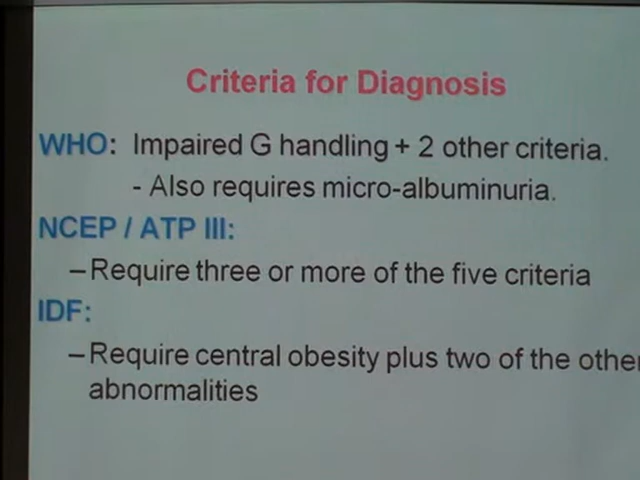 Criteria for Diagnosis
WHO: Impaired G handling + 2 other criteria.
- Also requires micro-albuminuria.
NCEP / ATP III:
– Require three or more of the five criteria
IDF:
– Require central obesity plus two of the other
abnormalities